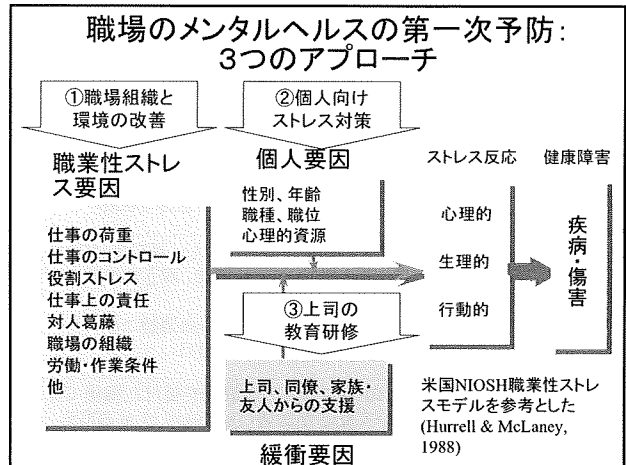 職場のメンタルヘルスの第一次予防：
3つのアプローチ
①職場組織と
環境の改善
②個人向け
ストレス対策
職業性ストレ
ス要因
仕事の荷重
仕事のコントロール
役割ストレス
仕事上の責任
対人葛藤
職場の組織
労働・作業条件
他
個人要因
性別、年齢
職種、職位
心理的資源
③上司の
教育研修
上司、同僚、家族・
友人からの支援
緩衝要因
ストレス反応
心理的
生理的
行動的
健康障害
疾病・傷害
米国NIOSH職業性ストレ
スモデルを参考とした
(Hurrell & McLaney,
1988)